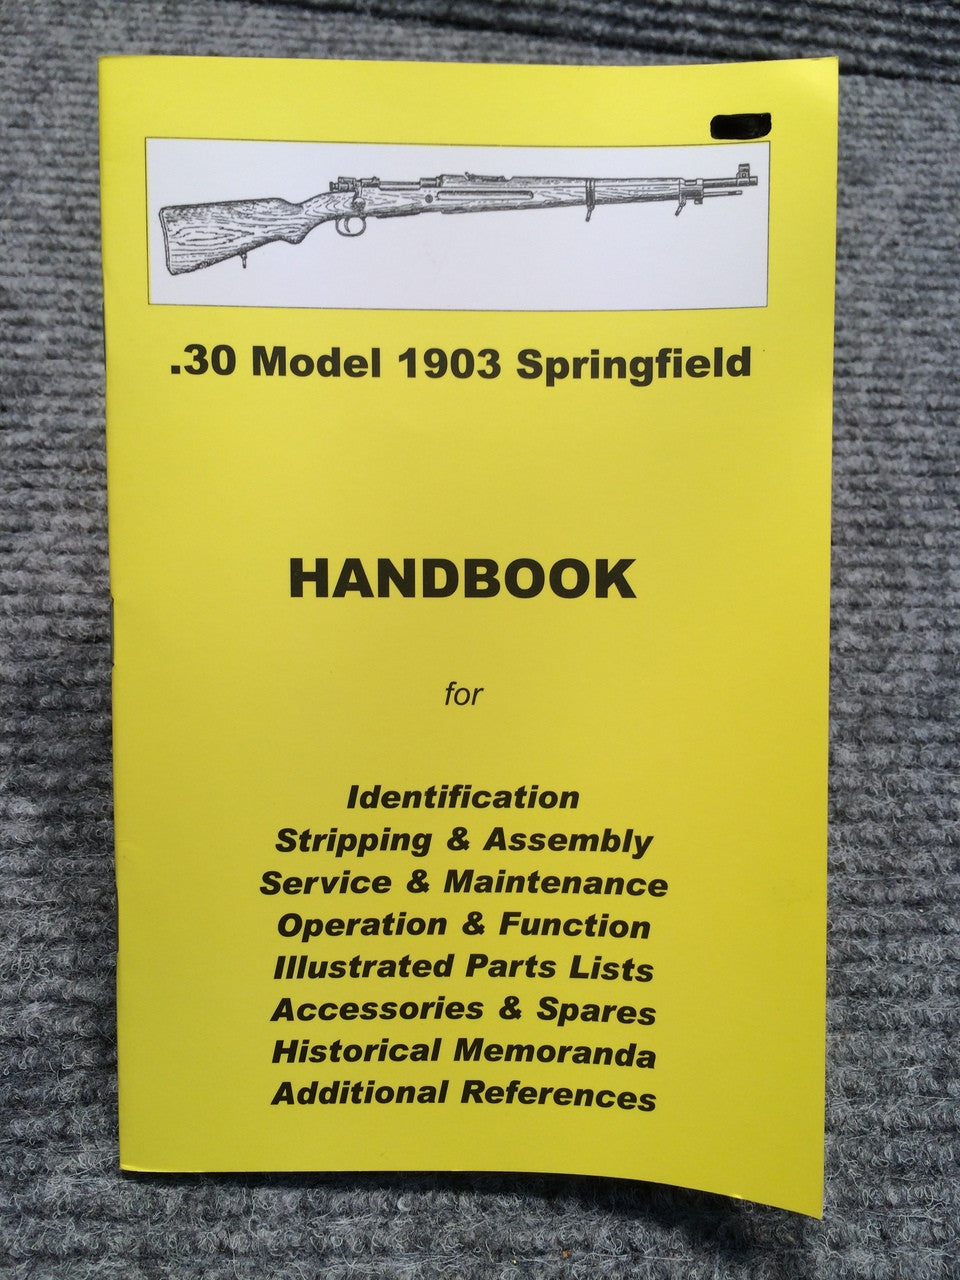 .30 Model 1903 Springfield
HANDBOOK
for
Identification
Stripping & Assembly
Service & Maintenance
Operation & Function
Illustrated Parts Lists
Accessories & Spares
Historical Memoranda
Additional References